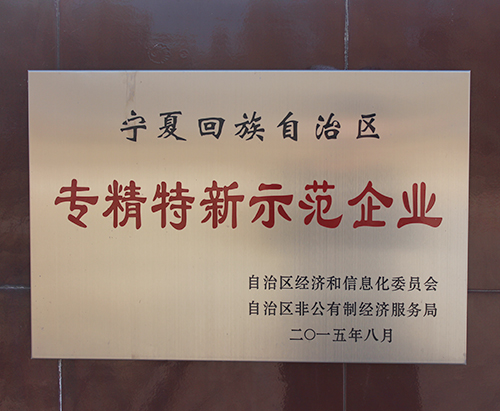 宁夏回族自治区
专精特新示范企业
自治区经济和信息化委员会
自治区非公有制经济服务局
二〇一五年八月